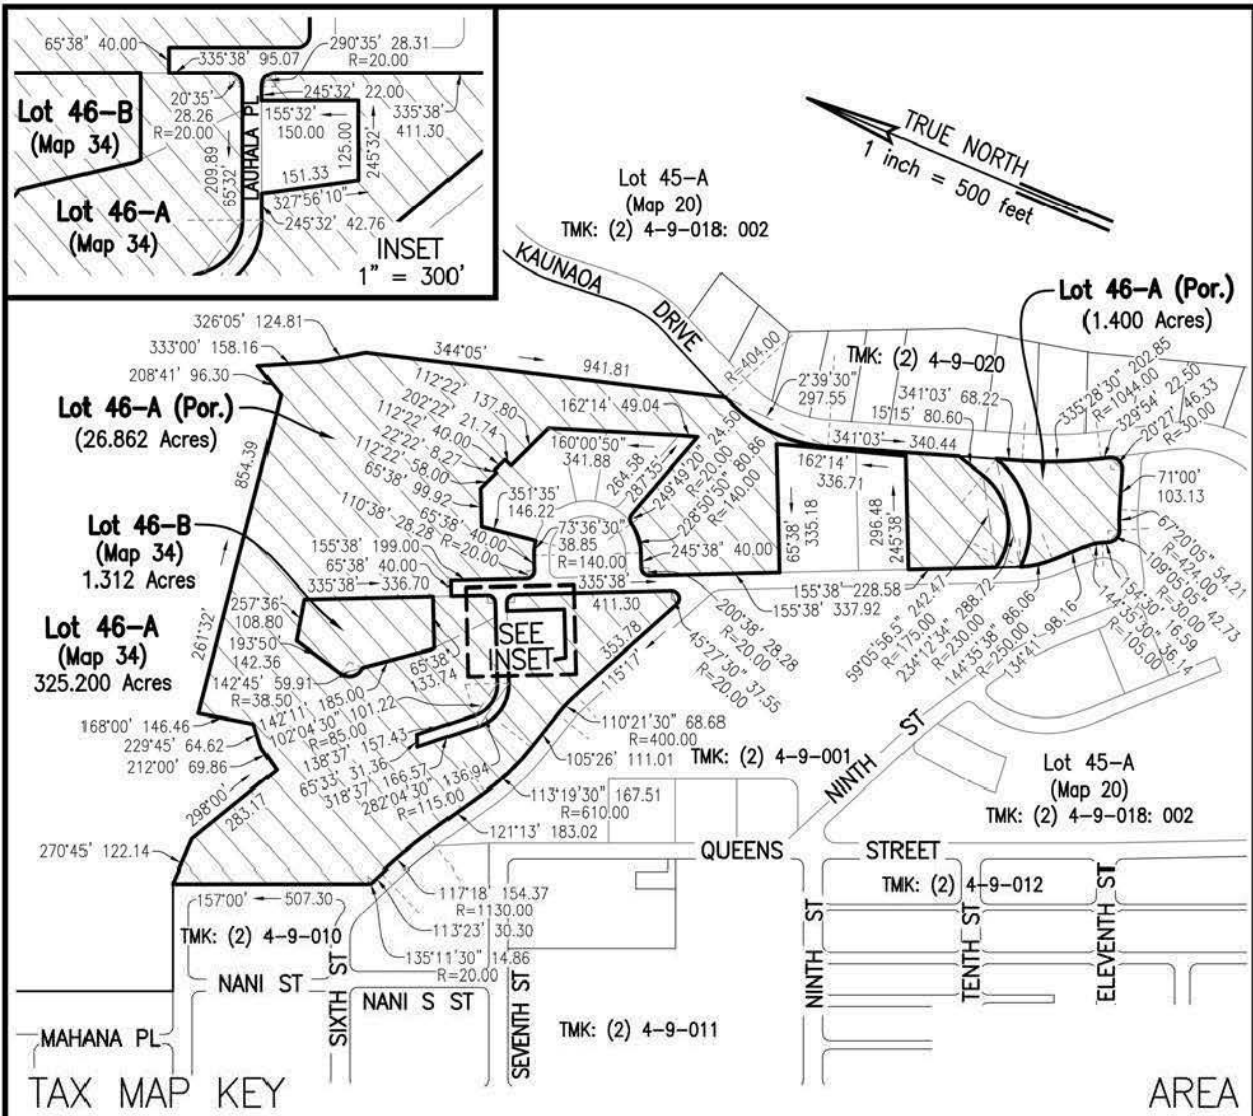 65°38" 40.00
335°38' 95.07
290°35' 28.31
R=20.00
Lot 46-B
(Map 34)
20°35'
28.26
R=20.00
245°32' 22.00
155°32'
150.00
335°38'
411.30
125.00
245°32'
209.89
65°32'
LAUHALA PL
151.33
327°56'10"
245°32' 42.76
Lot 46-A
(Map 34)
INSET
1" = 300'
TRUE NORTH
1 inch = 500 feet
Lot 45-A
(Map 20)
TMK: (2) 4-9-018: 002
KAUNAOA
DRIVE
Lot 46-A (Por.)
(1.400 Acres)
326°05' 124.81
333°00' 158.16
208°41' 96.30
344°05'
941.81
R=404.00
TMK: (2) 4-9-020
2°39'30"
297.55
341°03' 68.22
15°15' 80.60
335°28'30" 202.85
R=1044.00
329°54' 22.50
20°27' 46.33
R=30.00
Lot 46-A (Por.)
(26.862 Acres)
112°22' 137.80
202°22' 21.74
112°22' 40.00
22°22' 8.27
112°22' 58.00
65°38' 99.92
162°14' 49.04
160°00'50"
341.88
264.58
287°35'
249°49'20" 24.50
R=20.00
228°50'50" 80.86
R=140.00
341°03' 340.44
162°14'
336.71
71°00'
103.13
854.39
351°35'
146.22
110°38' 28.28
R=20.00
65°38' 40.00
73°36'30"
38.85
R=140.00
245°38" 40.00
65°38'
335.18
296.48
245°38'
67°20'05" 54.21
R=424.00
109°05'05" 42.73
R=30.00
154°30' 16.59
144°35'30" 36.14
R=105.00
Lot 46-B
(Map 34)
1.312 Acres
155°38' 199.00
65°38' 40.00
335°38' 336.70
335°38'
411.30
155°38' 228.58
155°38' 337.92
59°05'56.5" 242.47
R=175.00
234°12'34" 288.72
R=230.00
144°35'38" 86.06
R=250.00
134°41' 98.16
257°36'
108.80
193°50'
142.36
142°45' 59.91
R=38.50
SEE
INSET
353.78
115°17'
200°38' 28.28
R=20.00
45°27'30" 37.55
R=20.00
Lot 46-A
(Map 34)
325.200 Acres
261°32'
65°38'
133.74
142°11' 185.00
102°04'30" 101.22
R=85.00
138°37' 157.43
65°33' 31.36
318°37' 166.57
282°04'30" 136.94
R=115.00
168°00' 146.46
229°45' 64.62
212°00' 69.86
110°21'30" 68.68
R=400.00
105°26' 111.01
TMK: (2) 4-9-001
NINTH ST
Lot 45-A
(Map 20)
TMK: (2) 4-9-018: 002
298°00'
283.17
113°19'30" 167.51
R=610.00
121°13' 183.02
270°45' 122.14
QUEENS STREET
157°00' 507.30
117°18' 154.37
R=1130.00
113°23' 30.30
135°11'30" 14.86
R=20.00
TMK: (2) 4-9-012
TMK: (2) 4-9-010
NANI ST
SIXTH ST
NANI S ST
SEVENTH ST
NINTH ST
TENTH ST
ELEVENTH ST
MAHANA PL
TMK: (2) 4-9-011
TAX MAP KEY
AREA